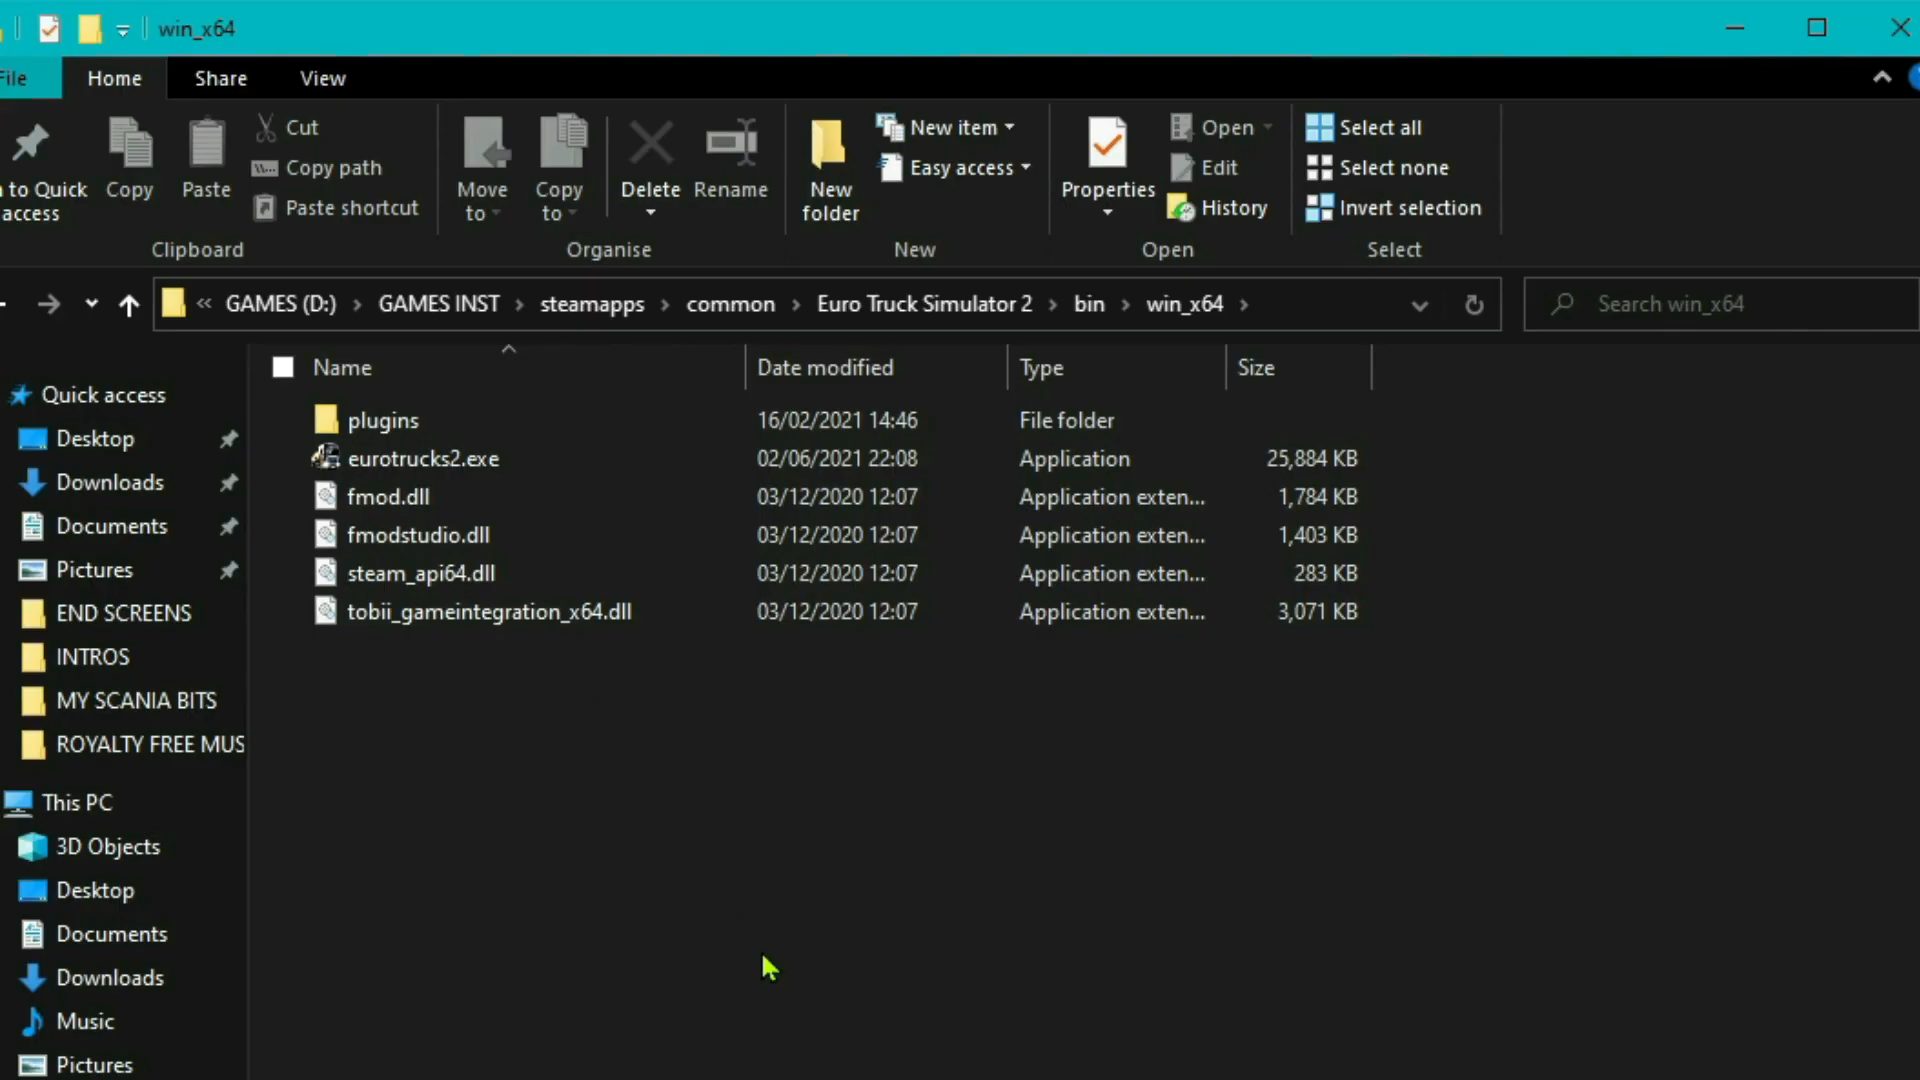 win_x64
File
Home
Share
View
to Quick
access
Copy
Paste
Cut
Copy path
Paste shortcut
Clipboard
Move
to
Copy
to
Delete
Rename
Organise
New
folder
New item
Easy access
New
Properties
Open
Edit
History
Open
Select all
Select none
Invert selection
Select
« GAMES (D:) › GAMES INST › steamapps › common › Euro Truck Simulator 2 › bin › win_x64 ›
Search win_x64
Name Date modified Type Size
plugins 16/02/2021 14:46 File folder
eurotrucks2.exe 02/06/2021 22:08 Application 25,884 KB
fmod.dll 03/12/2020 12:07 Application exten... 1,784 KB
fmodstudio.dll 03/12/2020 12:07 Application exten... 1,403 KB
steam_api64.dll 03/12/2020 12:07 Application exten... 283 KB
tobii_gameintegration_x64.dll 03/12/2020 12:07 Application exten... 3,071 KB
Quick access
Desktop
Downloads
Documents
Pictures
END SCREENS
INTROS
MY SCANIA BITS
ROYALTY FREE MUS
This PC
3D Objects
Desktop
Documents
Downloads
Music
Pictures